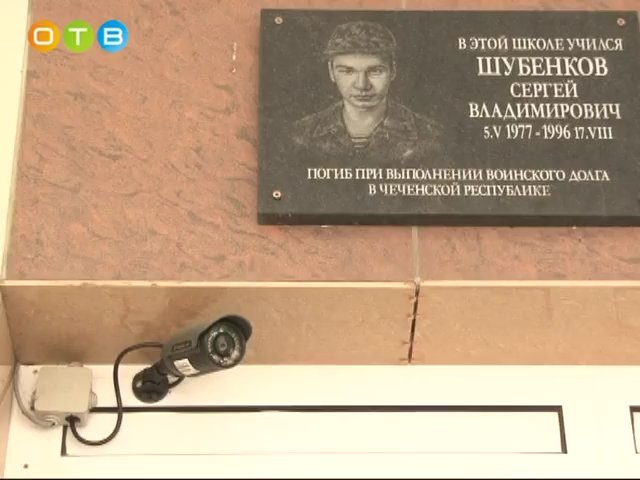 ОТВ
В ЭТОЙ ШКОЛЕ УЧИЛСЯ
ШУБЕНКОВ
СЕРГЕЙ
ВЛАДИМИРОВИЧ
5.V 1977 - 1996 17.VIII
ПОГИБ ПРИ ВЫПОЛНЕНИИ ВОИНСКОГО ДОЛГА
В ЧЕЧЕНСКОЙ РЕСПУБЛИКЕ